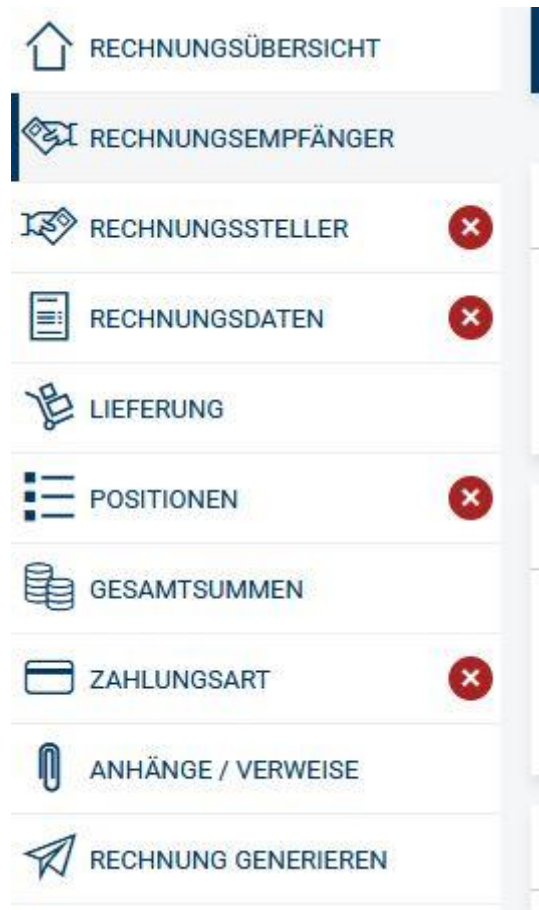 RECHNUNGSÜBERSICHT
RECHNUNGSEMPFÄNGER
RECHNUNGSSTELLER
RECHNUNGSDATEN
LIEFERUNG
POSITIONEN
GESAMTSUMMEN
ZAHLUNGSART
ANHÄNGE / VERWEISE
RECHNUNG GENERIEREN